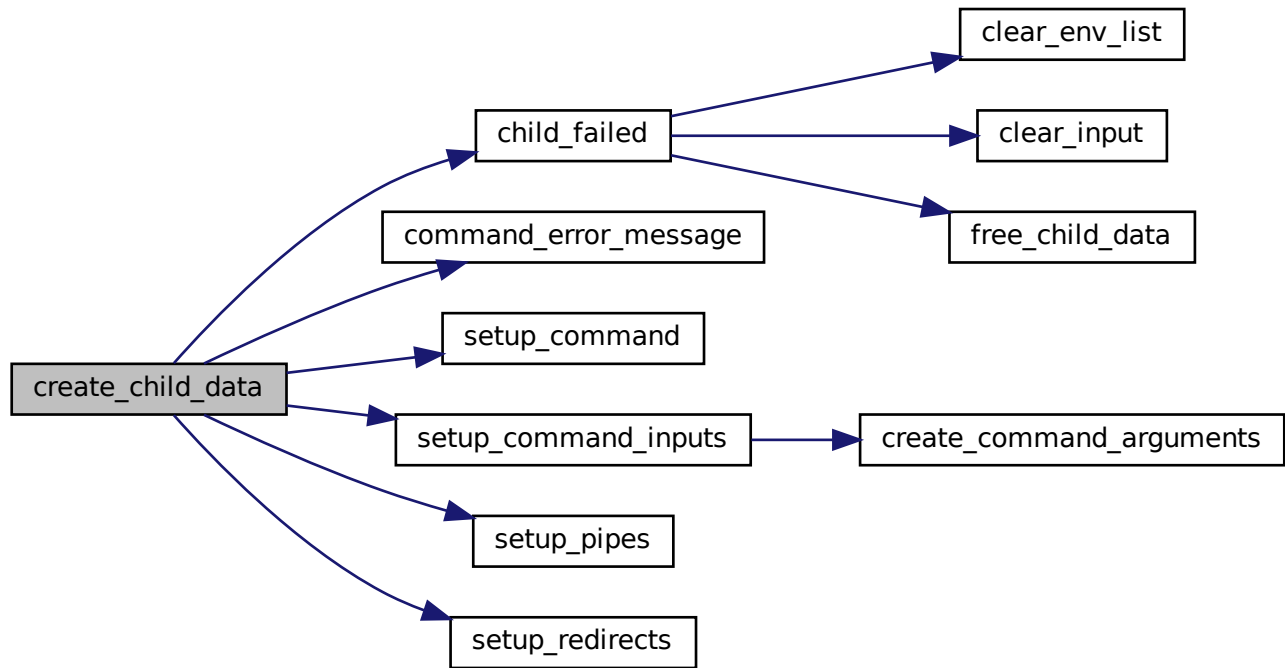 clear_env_list
child_failed
clear_input
command_error_message
free_child_data
setup_command
create_child_data
setup_command_inputs
create_command_arguments
setup_pipes
setup_redirects